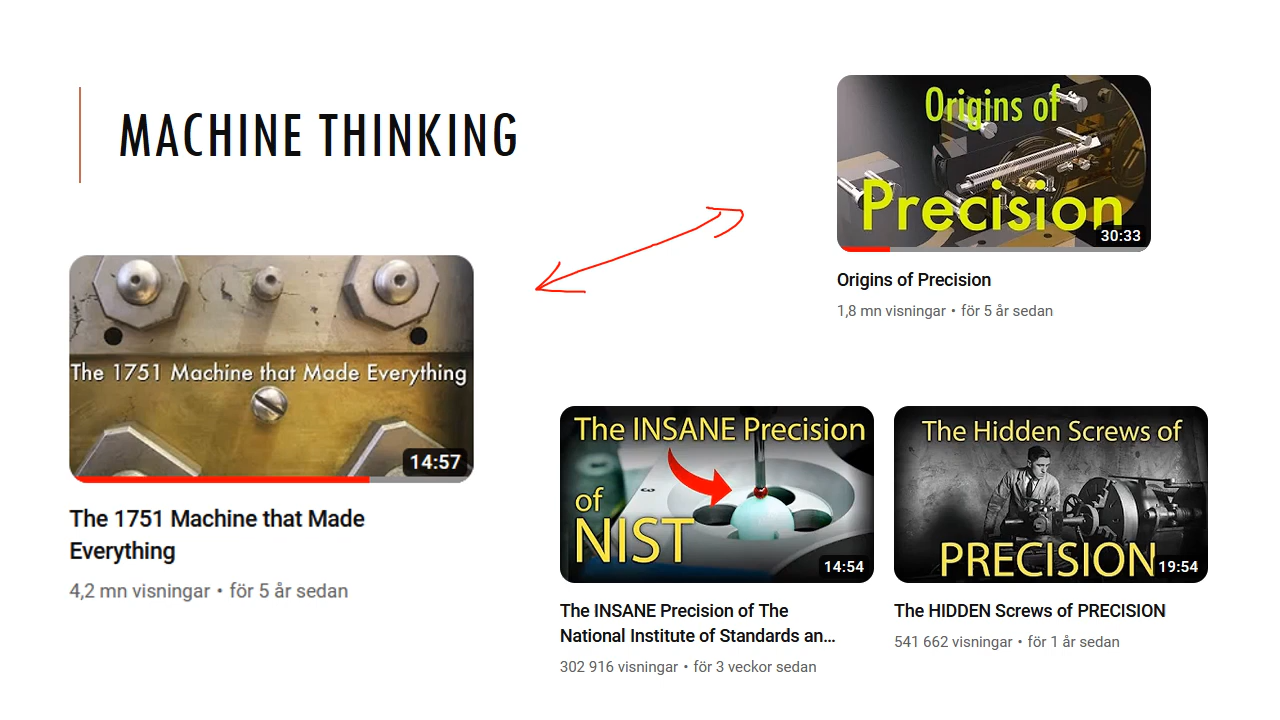 MACHINE THINKING
Origins of
Precision
30:33
Origins of Precision
1,8 mn visningar • för 5 år sedan
The 1751 Machine that Made Everything
14:57
The 1751 Machine that Made
Everything
4,2 mn visningar • för 5 år sedan
The INSANE Precision
of
NIST
14:54
The INSANE Precision of The
National Institute of Standards an...
302 916 visningar • för 3 veckor sedan
The Hidden Screws of
PRECISION
19:54
The HIDDEN Screws of PRECISION
541 662 visningar • för 1 år sedan